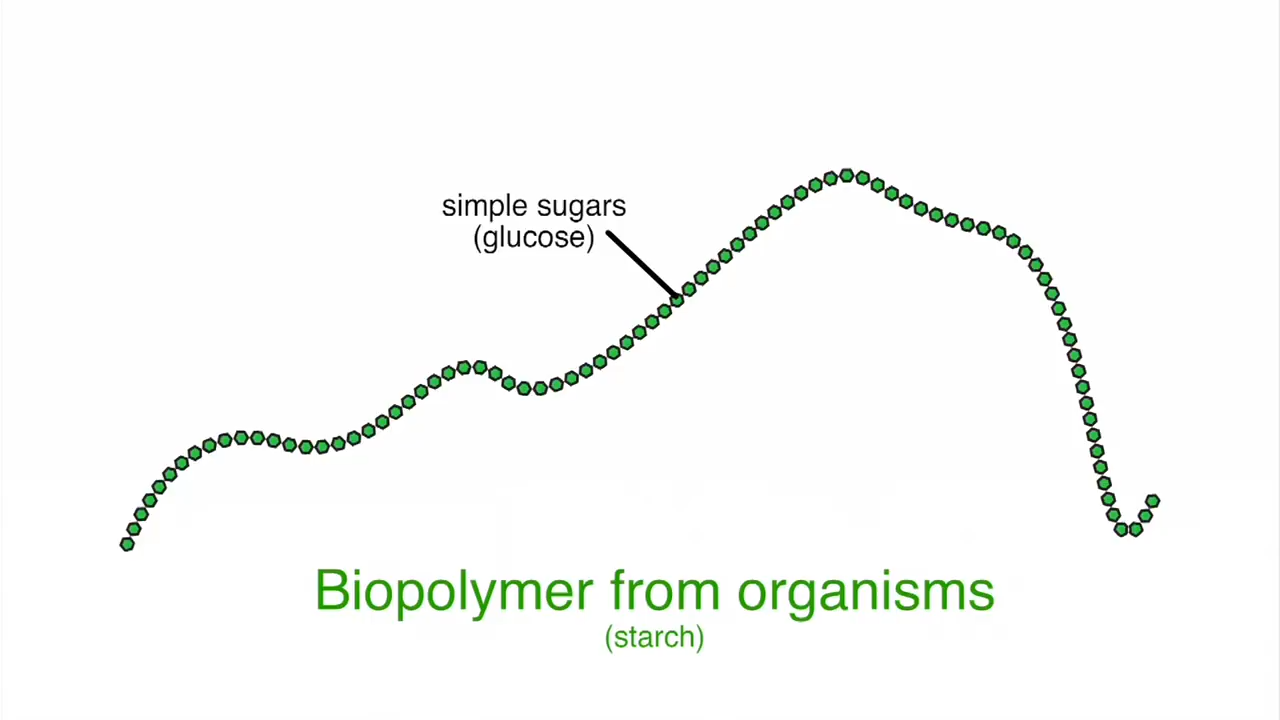 simple sugars
(glucose)
Biopolymer from organisms
(starch)